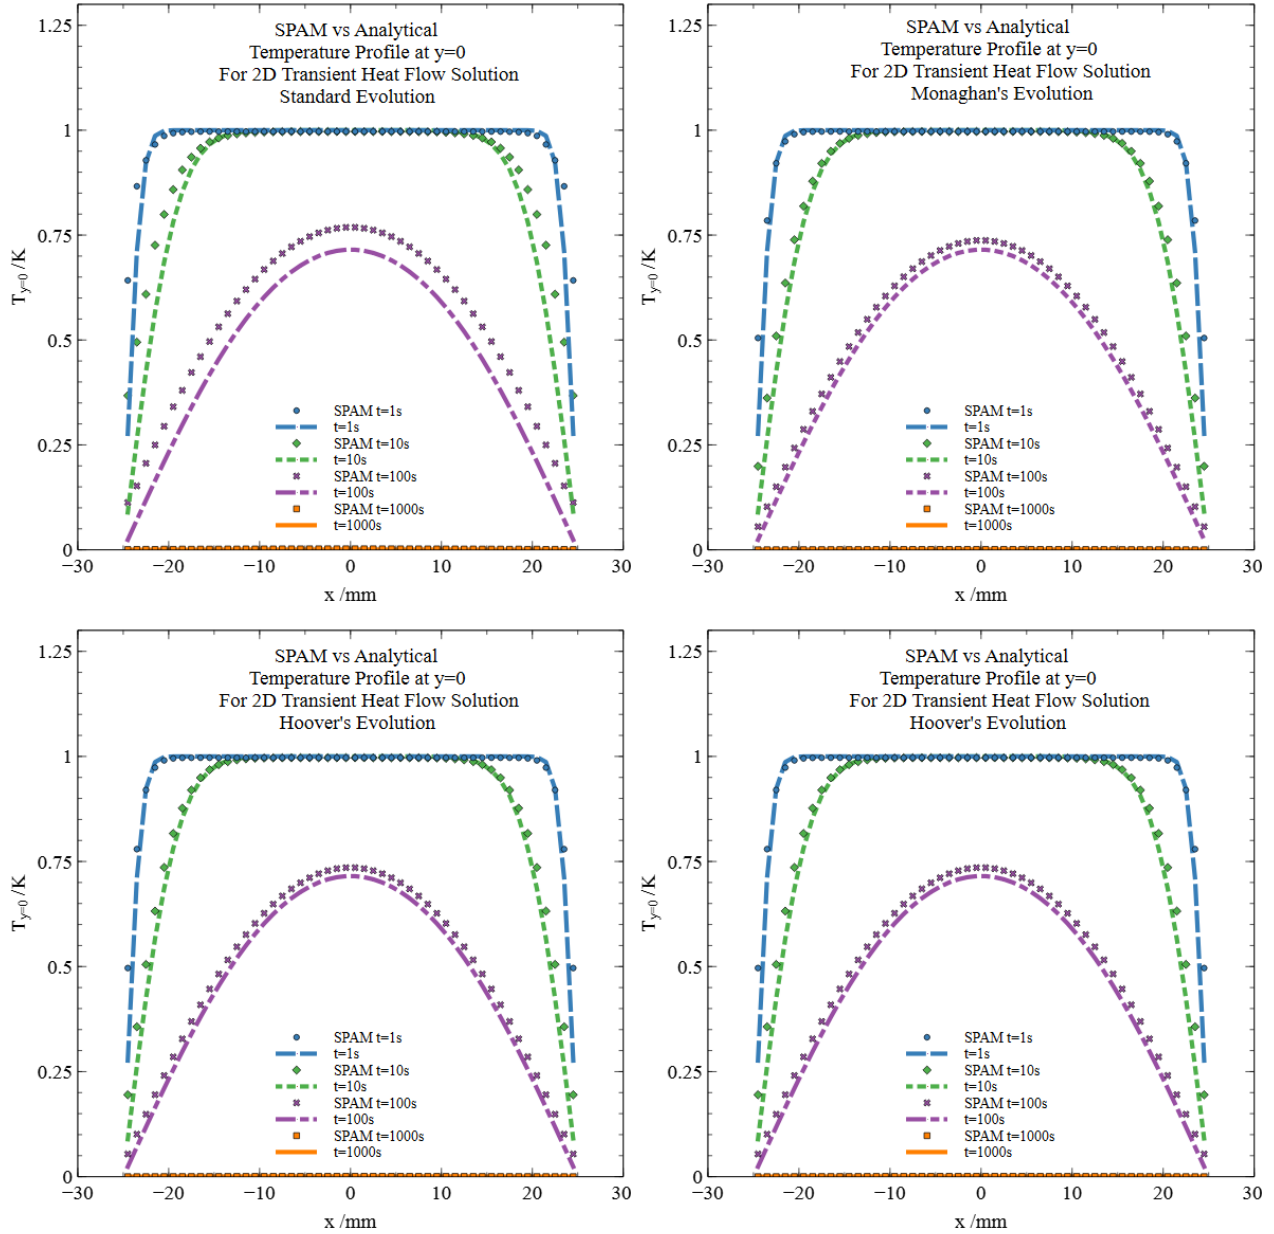 SPAM vs Analytical
Temperature Profile at y=0
For 2D Transient Heat Flow Solution
Standard Evolution
1.25
1
0.75
0.5
0.25
0
T_{y=0} /K
SPAM t=1s
t=1s
SPAM t=10s
t=10s
SPAM t=100s
t=100s
SPAM t=1000s
t=1000s
−30 −20 −10 0 10 20 30
x /mm
SPAM vs Analytical
Temperature Profile at y=0
For 2D Transient Heat Flow Solution
Monaghan's Evolution
1.25
1
0.75
0.5
0.25
0
T_{y=0} /K
SPAM t=1s
t=1s
SPAM t=10s
t=10s
SPAM t=100s
t=100s
SPAM t=1000s
t=1000s
−30 −20 −10 0 10 20 30
x /mm
SPAM vs Analytical
Temperature Profile at y=0
For 2D Transient Heat Flow Solution
Hoover's Evolution
1.25
1
0.75
0.5
0.25
0
T_{y=0} /K
SPAM t=1s
t=1s
SPAM t=10s
t=10s
SPAM t=100s
t=100s
SPAM t=1000s
t=1000s
−30 −20 −10 0 10 20 30
x /mm
SPAM vs Analytical
Temperature Profile at y=0
For 2D Transient Heat Flow Solution
Hoover's Evolution
1.25
1
0.75
0.5
0.25
0
T_{y=0} /K
SPAM t=1s
t=1s
SPAM t=10s
t=10s
SPAM t=100s
t=100s
SPAM t=1000s
t=1000s
−30 −20 −10 0 10 20 30
x /mm